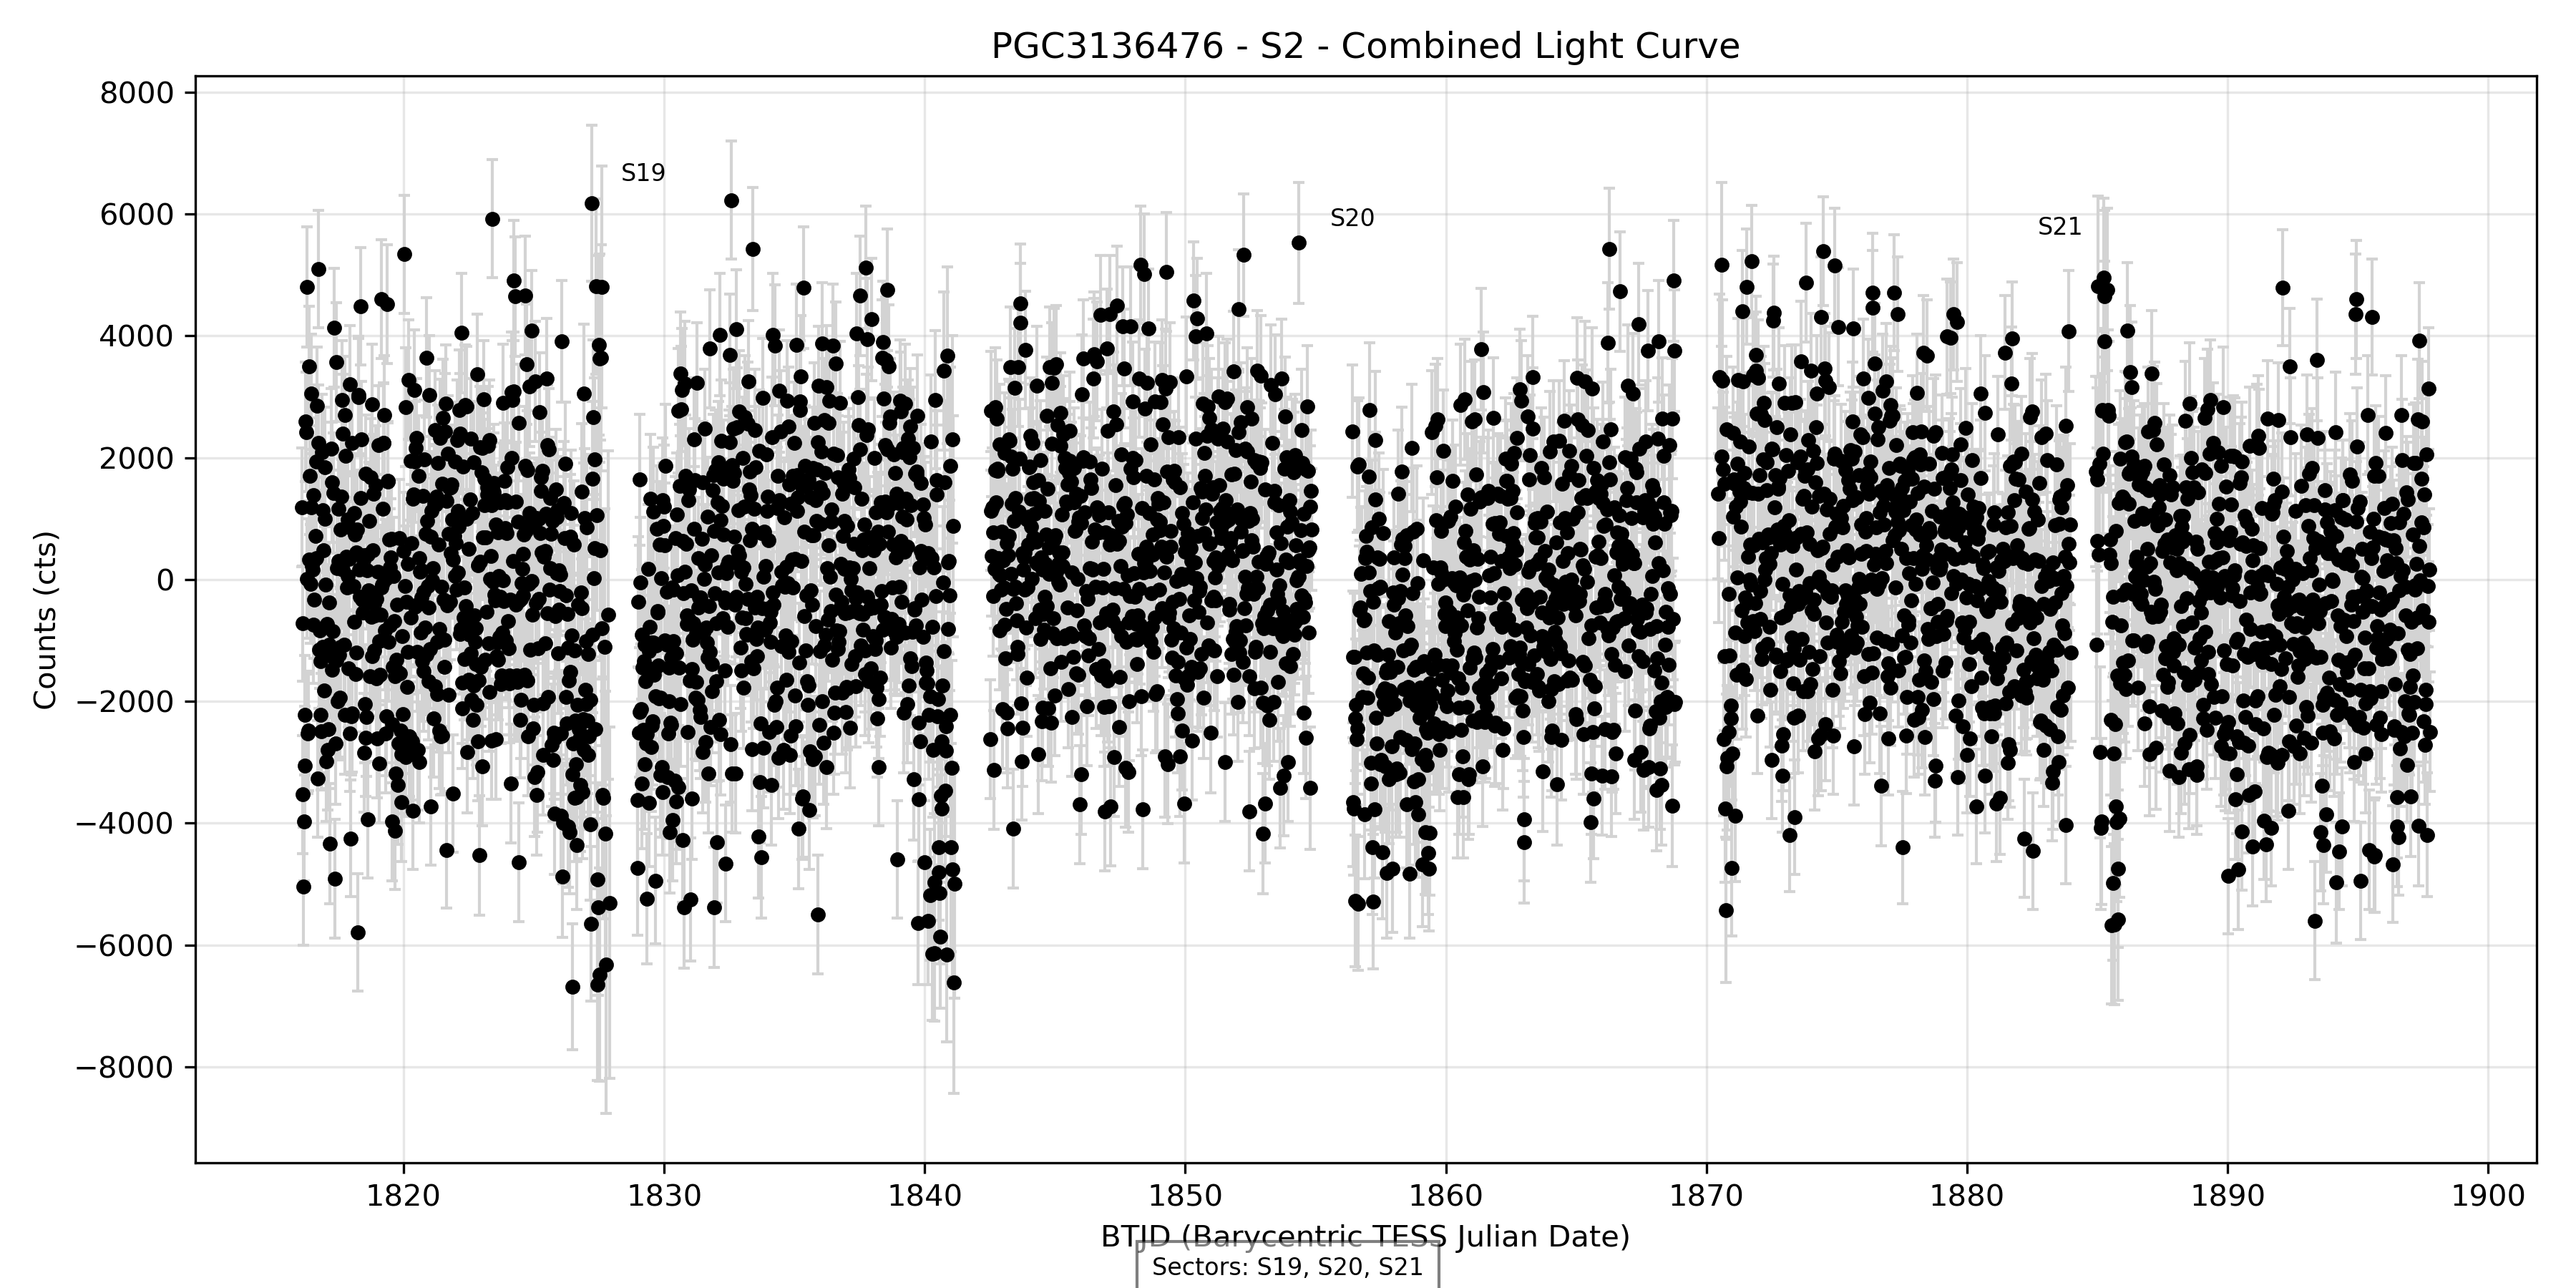 PGC3136476 - S2 - Combined Light Curve
8000
6000
4000
2000
0
−2000
−4000
−6000
−8000
Counts (cts)
S19
S20
S21
1820
1830
1840
1850
1860
1870
1880
1890
1900
BTJD (Barycentric TESS Julian Date)
Sectors: S19, S20, S21